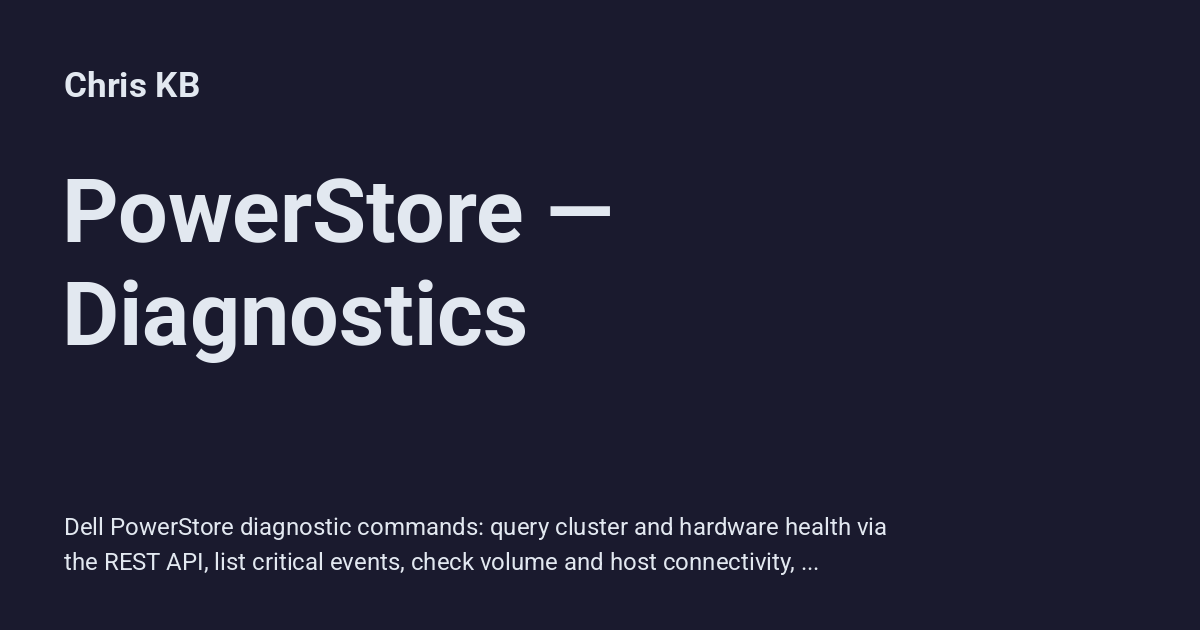 Chris KB
PowerStore —
Diagnostics
Dell PowerStore diagnostic commands: query cluster and hardware health via
the REST API, list critical events, check volume and host connectivity, ...